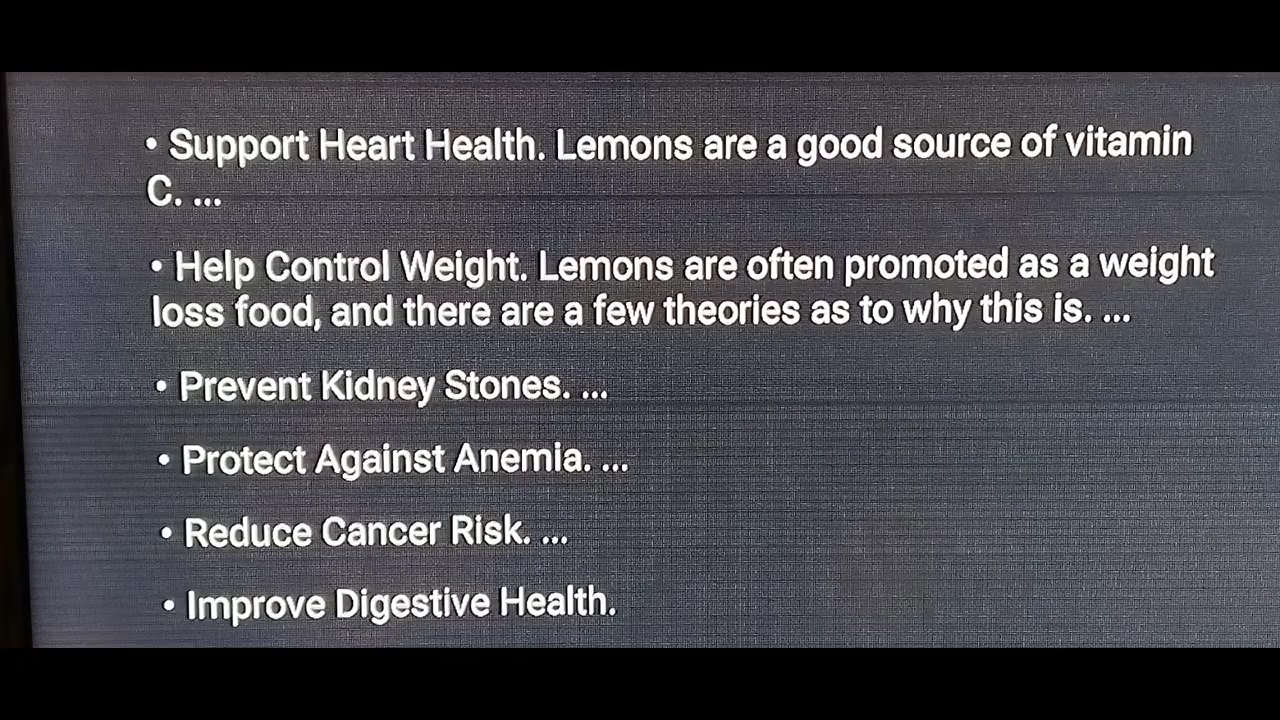 • Support Heart Health. Lemons are a good source of vitamin
C. ...
• Help Control Weight. Lemons are often promoted as a weight
loss food, and there are a few theories as to why this is. ...
• Prevent Kidney Stones. ...
• Protect Against Anemia. ...
• Reduce Cancer Risk. ...
• Improve Digestive Health.